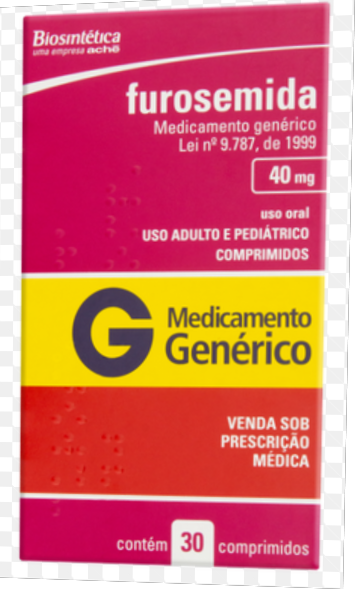 Biosintética
uma empresa achē
furosemida
Medicamento genérico
Lei nº 9.787, de 1999
40 mg
uso oral
USO ADULTO E PEDIÁTRICO
COMPRIMIDOS
G Medicamento
Genérico
VENDA SOB
PRESCRIÇÃO
MÉDICA
contém 30 comprimidos